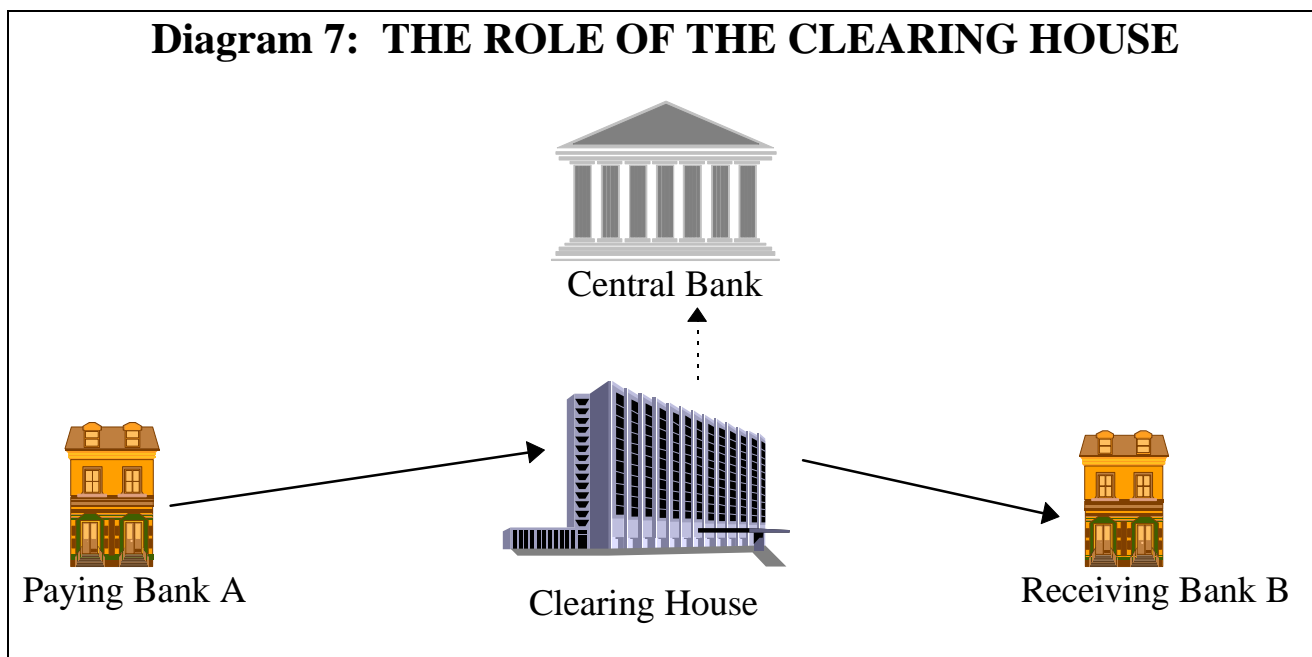 Diagram 7: THE ROLE OF THE CLEARING HOUSE
Central Bank
Paying Bank A
Clearing House
Receiving Bank B